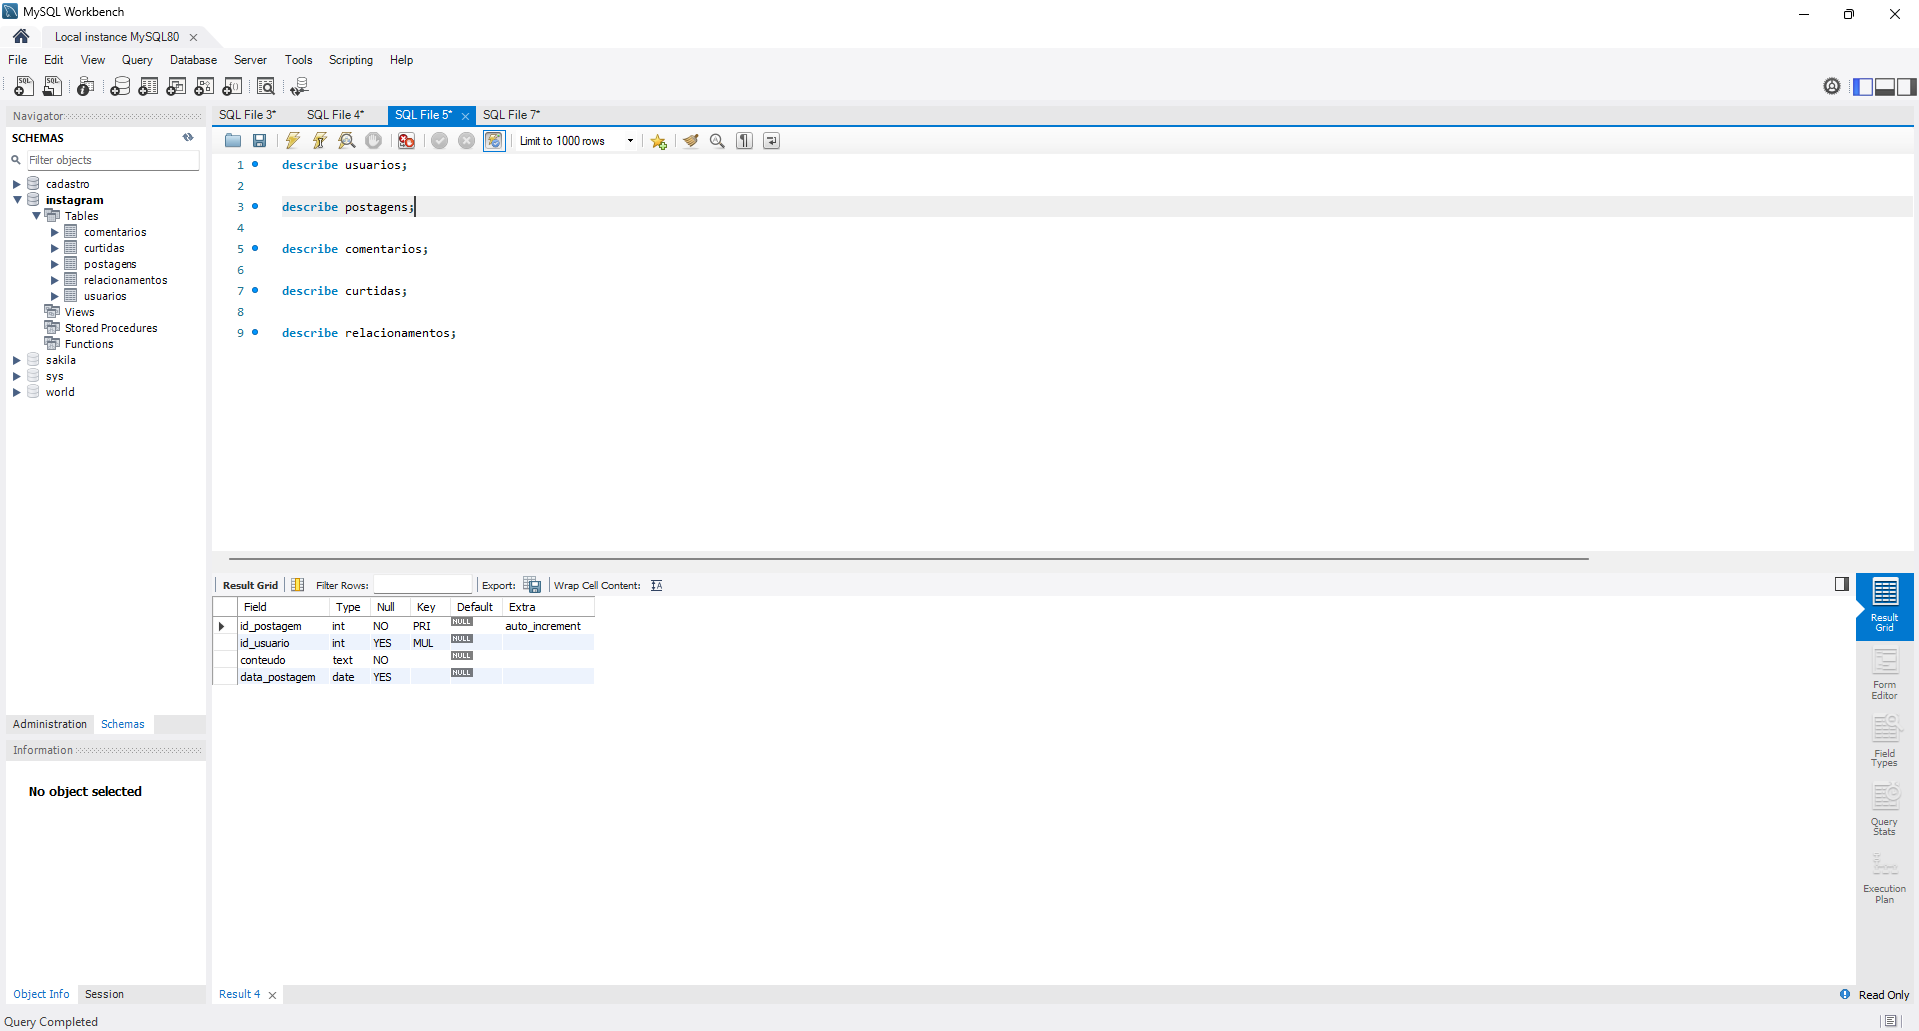 MySQL Workbench
Local instance MySQL80
File Edit View Query Database Server Tools Scripting Help
Navigator
SCHEMAS
Filter objects
cadastro
instagram
Tables
comentarios
curtidas
postagens
relacionamentos
usuarios
Views
Stored Procedures
Functions
sakila
sys
world
Administration Schemas
Information
No object selected
Object Info Session
SQL File 3* SQL File 4* SQL File 5* SQL File 7*
Limit to 1000 rows
1 describe usuarios;
2
3 describe postagens;
4
5 describe comentarios;
6
7 describe curtidas;
8
9 describe relacionamentos;
Result Grid Filter Rows: Export: Wrap Cell Content:
Field Type Null Key Default Extra
id_postagem int NO PRI NULL auto_increment
id_usuario int YES MUL NULL
conteudo text NO NULL
data_postagem date YES NULL
Result
Grid
Form
Editor
Field
Types
Query
Stats
Execution
Plan
Result 4
Read Only
Query Completed